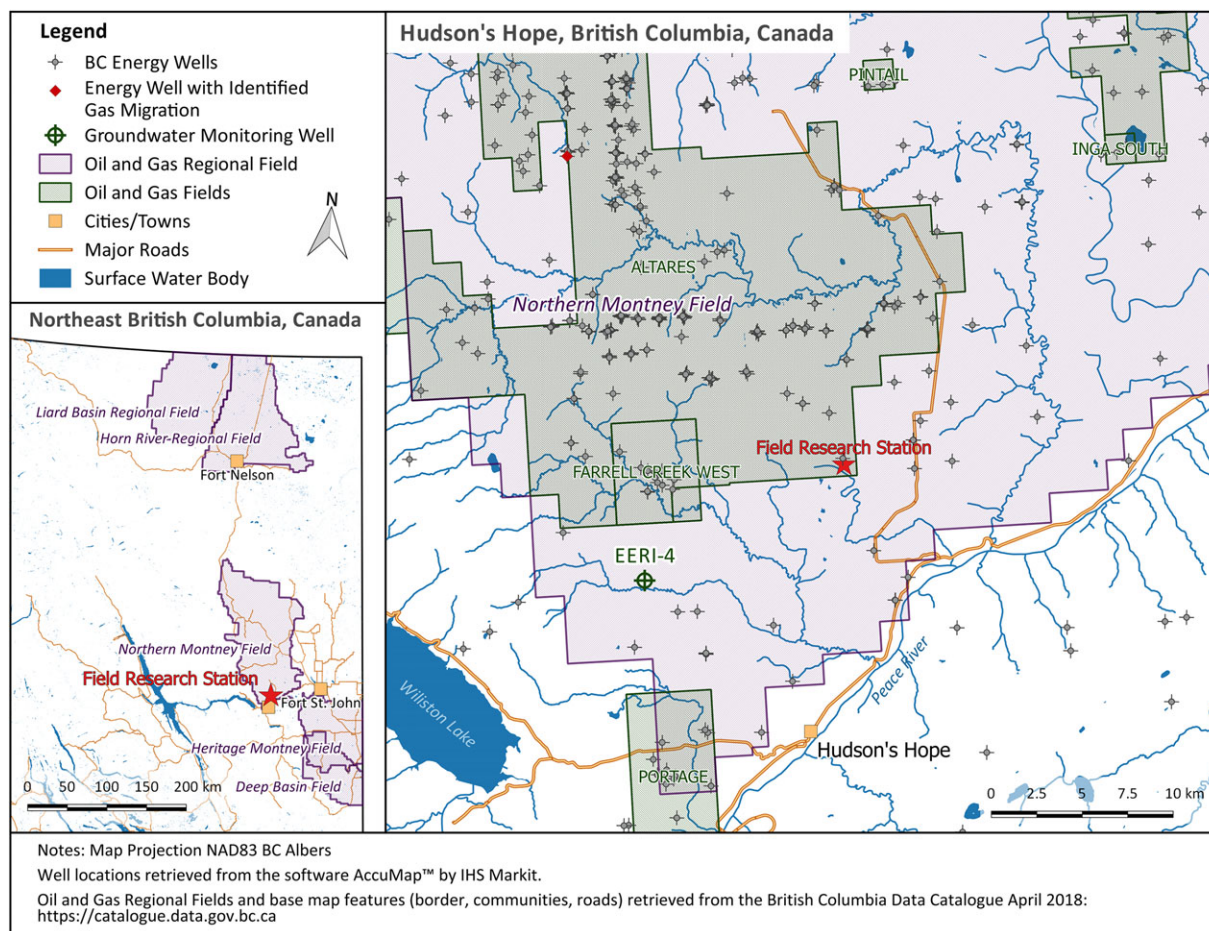 Legend
BC Energy Wells
Energy Well with Identified
Gas Migration
Groundwater Monitoring Well
Oil and Gas Regional Field
Oil and Gas Fields
Cities/Towns
Major Roads
Surface Water Body
N
Northeast British Columbia, Canada
Liard Basin Regional Field
Horn River-Regional Field
Fort Nelson
Northern Montney Field
Field Research Station
Fort St. John
Heritage Montney Field
Deep Basin Field
0 50 100 150 200 km
Hudson's Hope, British Columbia, Canada
PINTAIL
INGA SOUTH
ALTARES
Northern Montney Field
Field Research Station
FARRELL CREEK WEST
EERI-4
Williston Lake
Peace River
Hudson's Hope
PORTAGE
0 2.5 5 7.5 10 km
Notes: Map Projection NAD83 BC Albers
Well locations retrieved from the software AccuMap™ by IHS Markit.
Oil and Gas Regional Fields and base map features (border, communities, roads) retrieved from the British Columbia Data Catalogue April 2018:
https://catalogue.data.gov.bc.ca